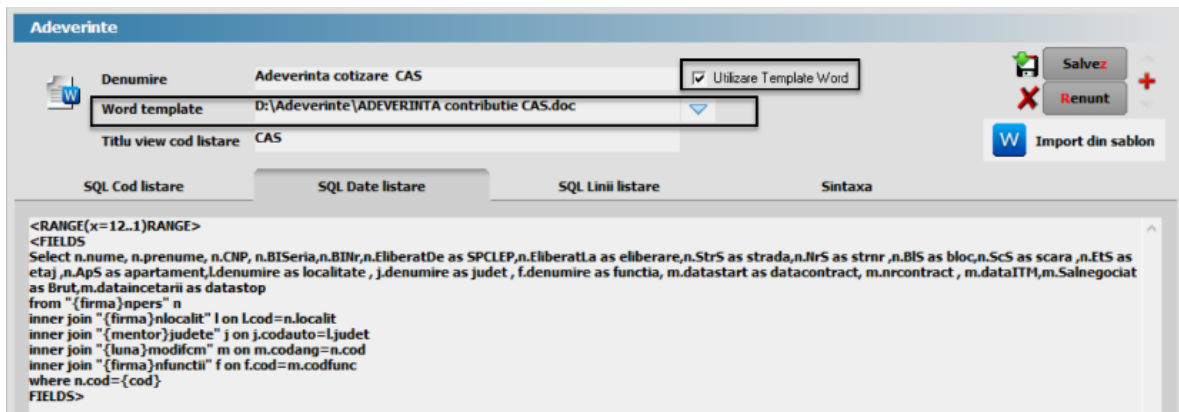 Adeverinte
Denumire Adeverinta cotizare CAS Utilizare Template Word Salvez
Word template D:\Adeverinte\ADEVERINTA contributie CAS.doc Renunt
Titlu view cod listare CAS W Import din sablon
SQL Cod listare SQL Date listare SQL Linii listare Sintaxa
<RANGE(x=12..1)RANGE>
<FIELDS
Select n.nume, n.prenume, n.CNP, n.BISeria,n.BINr,n.EliberatDe as SPCLEP,n.EliberatLa as eliberare,n.StrS as strada,n.NrS as strnr ,n.BlS as bloc,n.ScS as scara ,n.EtS as
etaj ,n.ApS as apartament,l.denumire as localitate , j.denumire as judet , f.denumire as functia, m.datastart as datacontract, m.nrcontract , m.dataITM,m.Salnegociat
as Brut,m.dataincetarii as datastop
from "{firma}npers" n
inner join "{firma}nlocalit" l on l.cod=n.localit
inner join "{mentor}judete" j on j.codauto=l.judet
inner join "{luna}modifcm" m on m.codang=n.cod
inner join "{firma}nfunctii" f on f.cod=m.codfunc
where n.cod={cod}
FIELDS>